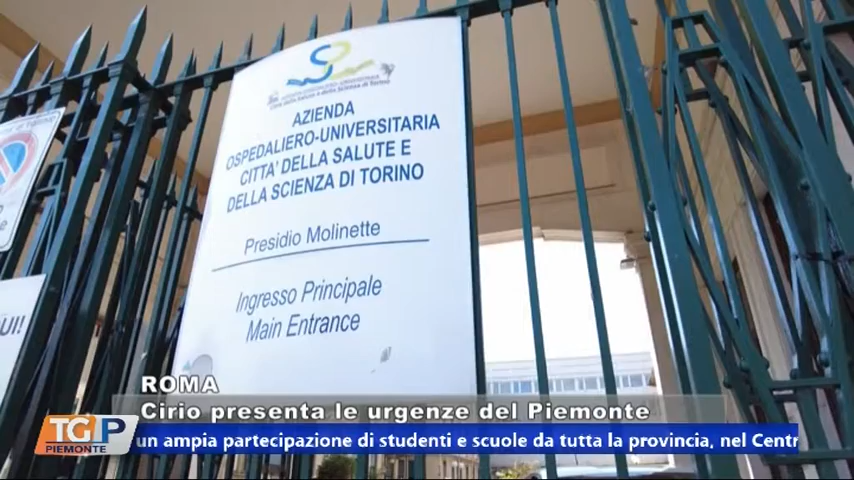 AZIENDA
OSPEDALIERO-UNIVERSITARIA
CITTA' DELLA SALUTE E
DELLA SCIENZA DI TORINO
Presidio Molinette
Ingresso Principale
Main Entrance
UI!
ROMA
Cirio presenta le urgenze del Piemonte
TGP
PIEMONTE
un ampia partecipazione di studenti e scuole da tutta la provincia, nel Centr